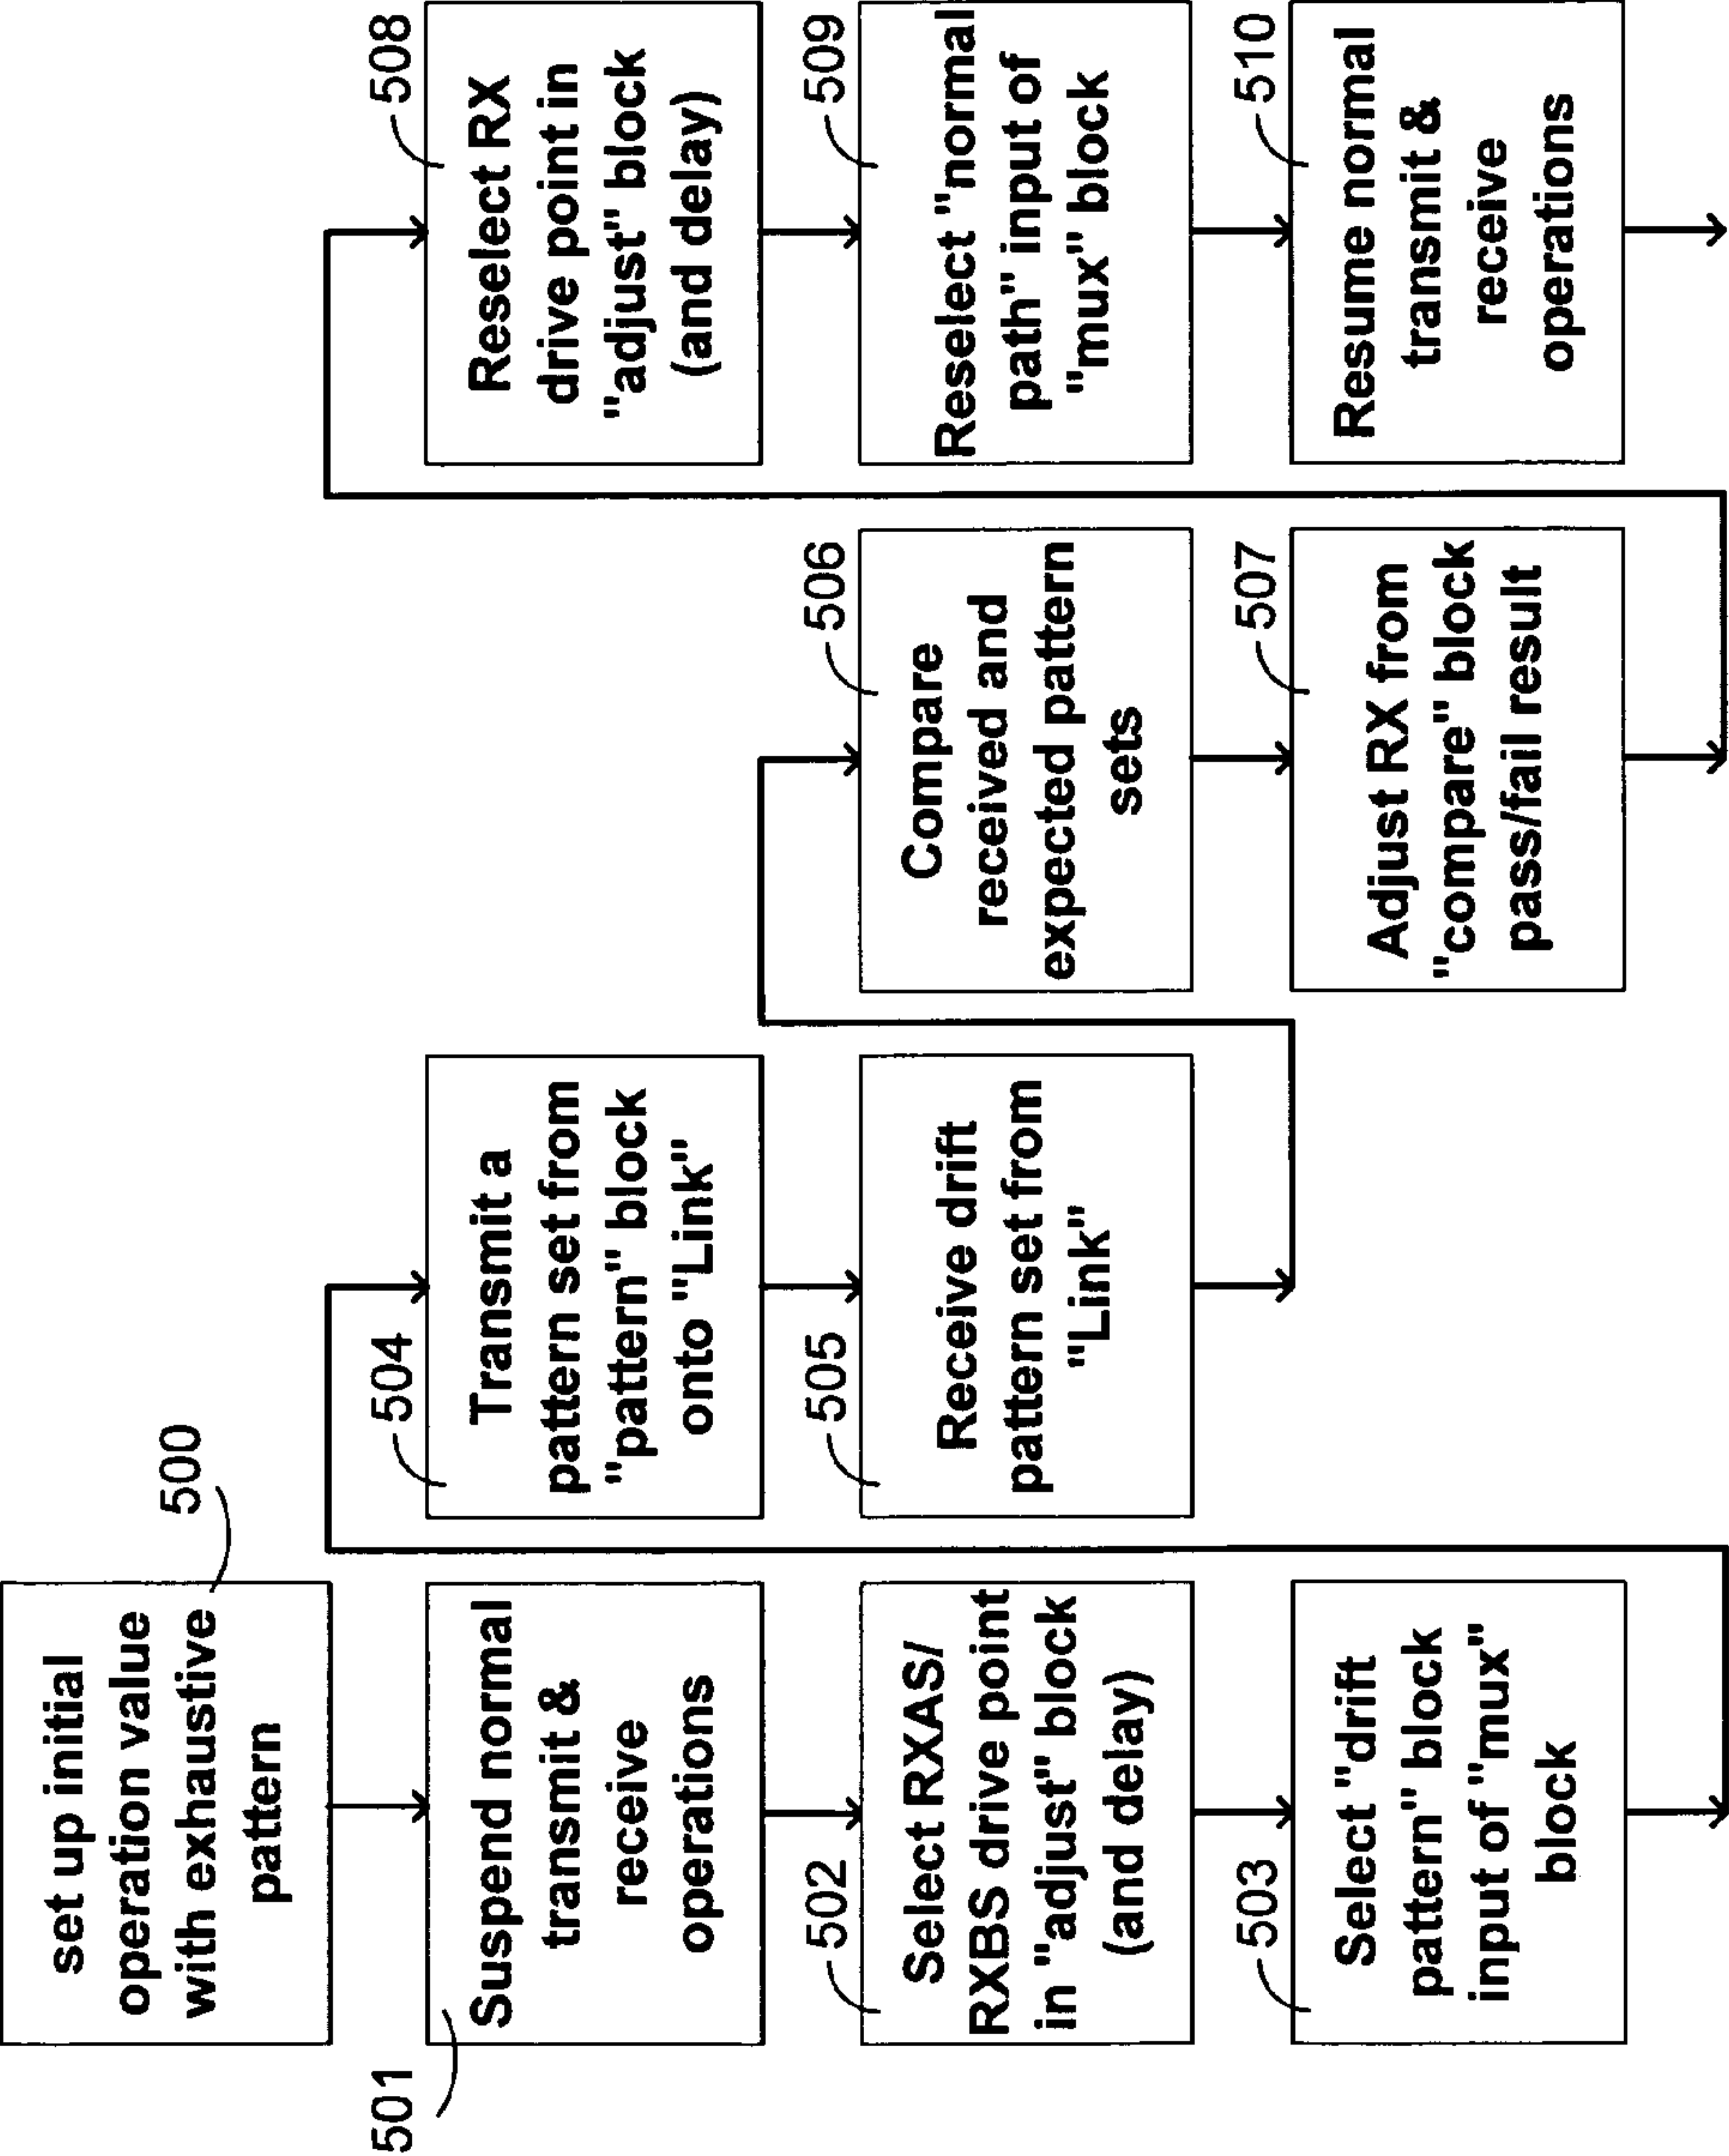 500
set up initial
operation value
with exhaustive
pattern
501
Suspend normal
transmit &
receive
operations
502
Select RXAS/
RXBS drive point
in "adjust" block
(and delay)
503
Select "drift
pattern" block
input of "mux"
block
504
Transmit a
pattern set from
"pattern" block
onto "Link"
505
Receive drift
pattern set from
"Link"
506
Compare
received and
expected pattern
sets
507
Adjust RX from
"compare" block
pass/fail result
508
Reselect RX
drive point in
"adjust" block
(and delay)
509
Reselect "normal
path" input of
"mux" block
510
Resume normal
transmit &
receive
operations